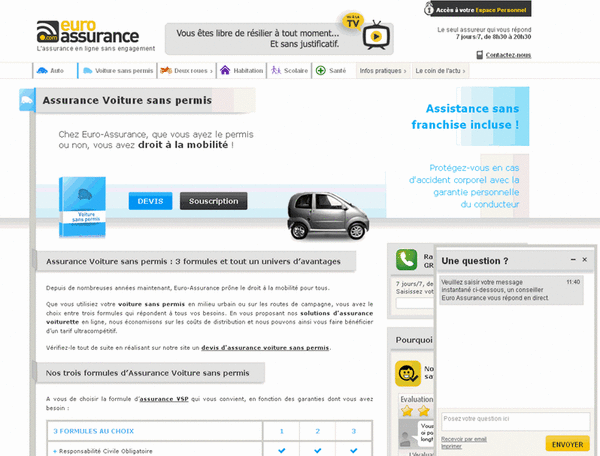 Accès à votre Espace Personnel
euro
.com assurance
L'assurance en ligne sans engagement
Vous êtes libre de résilier à tout moment...
Et sans justificatif.
VU À LA
TV
Le seul assureur qui vous répond
7 jours/7, de 8h30 à 20h30
Contactez-nous
Auto
Voiture sans permis
Deux roues
Habitation
Scolaire
Santé
Infos pratiques
Le coin de l'actu
Assurance Voiture sans permis
Assistance sans
franchise incluse !
Chez Euro-Assurance, que vous ayez le permis
ou non, vous avez droit à la mobilité !
Protégez-vous en cas
d'accident corporel avec la
garantie personnelle
du conducteur
Voiture
sans permis
DEVIS
Souscription
Assurance Voiture sans permis : 3 formules et tout un univers d'avantages
Depuis de nombreuses années maintenant, Euro-Assurance prône le droit à la mobilité pour tous.
Que vous utilisiez votre voiture sans permis en milieu urbain ou sur les routes de campagne, vous avez le
choix entre trois formules qui répondent à tous vos besoins. En vous proposant nos solutions d'assurance
voiturette en ligne, nous économisons sur les coûts de distribution et nous pouvons ainsi vous faire bénéficier
d'un tarif ultracompétitif.
Vérifiez-le tout de suite en réalisant sur notre site un devis d'assurance voiture sans permis.
Nos trois formules d'Assurance Voiture sans permis
A vous de choisir la formule d'assurance VSP qui vous convient, en fonction des garanties dont vous avez
besoin :
3 FORMULES AU CHOIX 1 2 3
+ Responsabilité Civile Obligatoire
Ra
GR
7 jours/7, de
Saisissez vot
Pourquoi
No
sa
Évaluat
L'évaluat
Une question ?
Veuillez saisir votre message
instantané ci-dessous, un conseiller
Euro Assurance vous répond en direct.
11:40
Posez votre question ici
Recevoir par email
Imprimer
ENVOYER